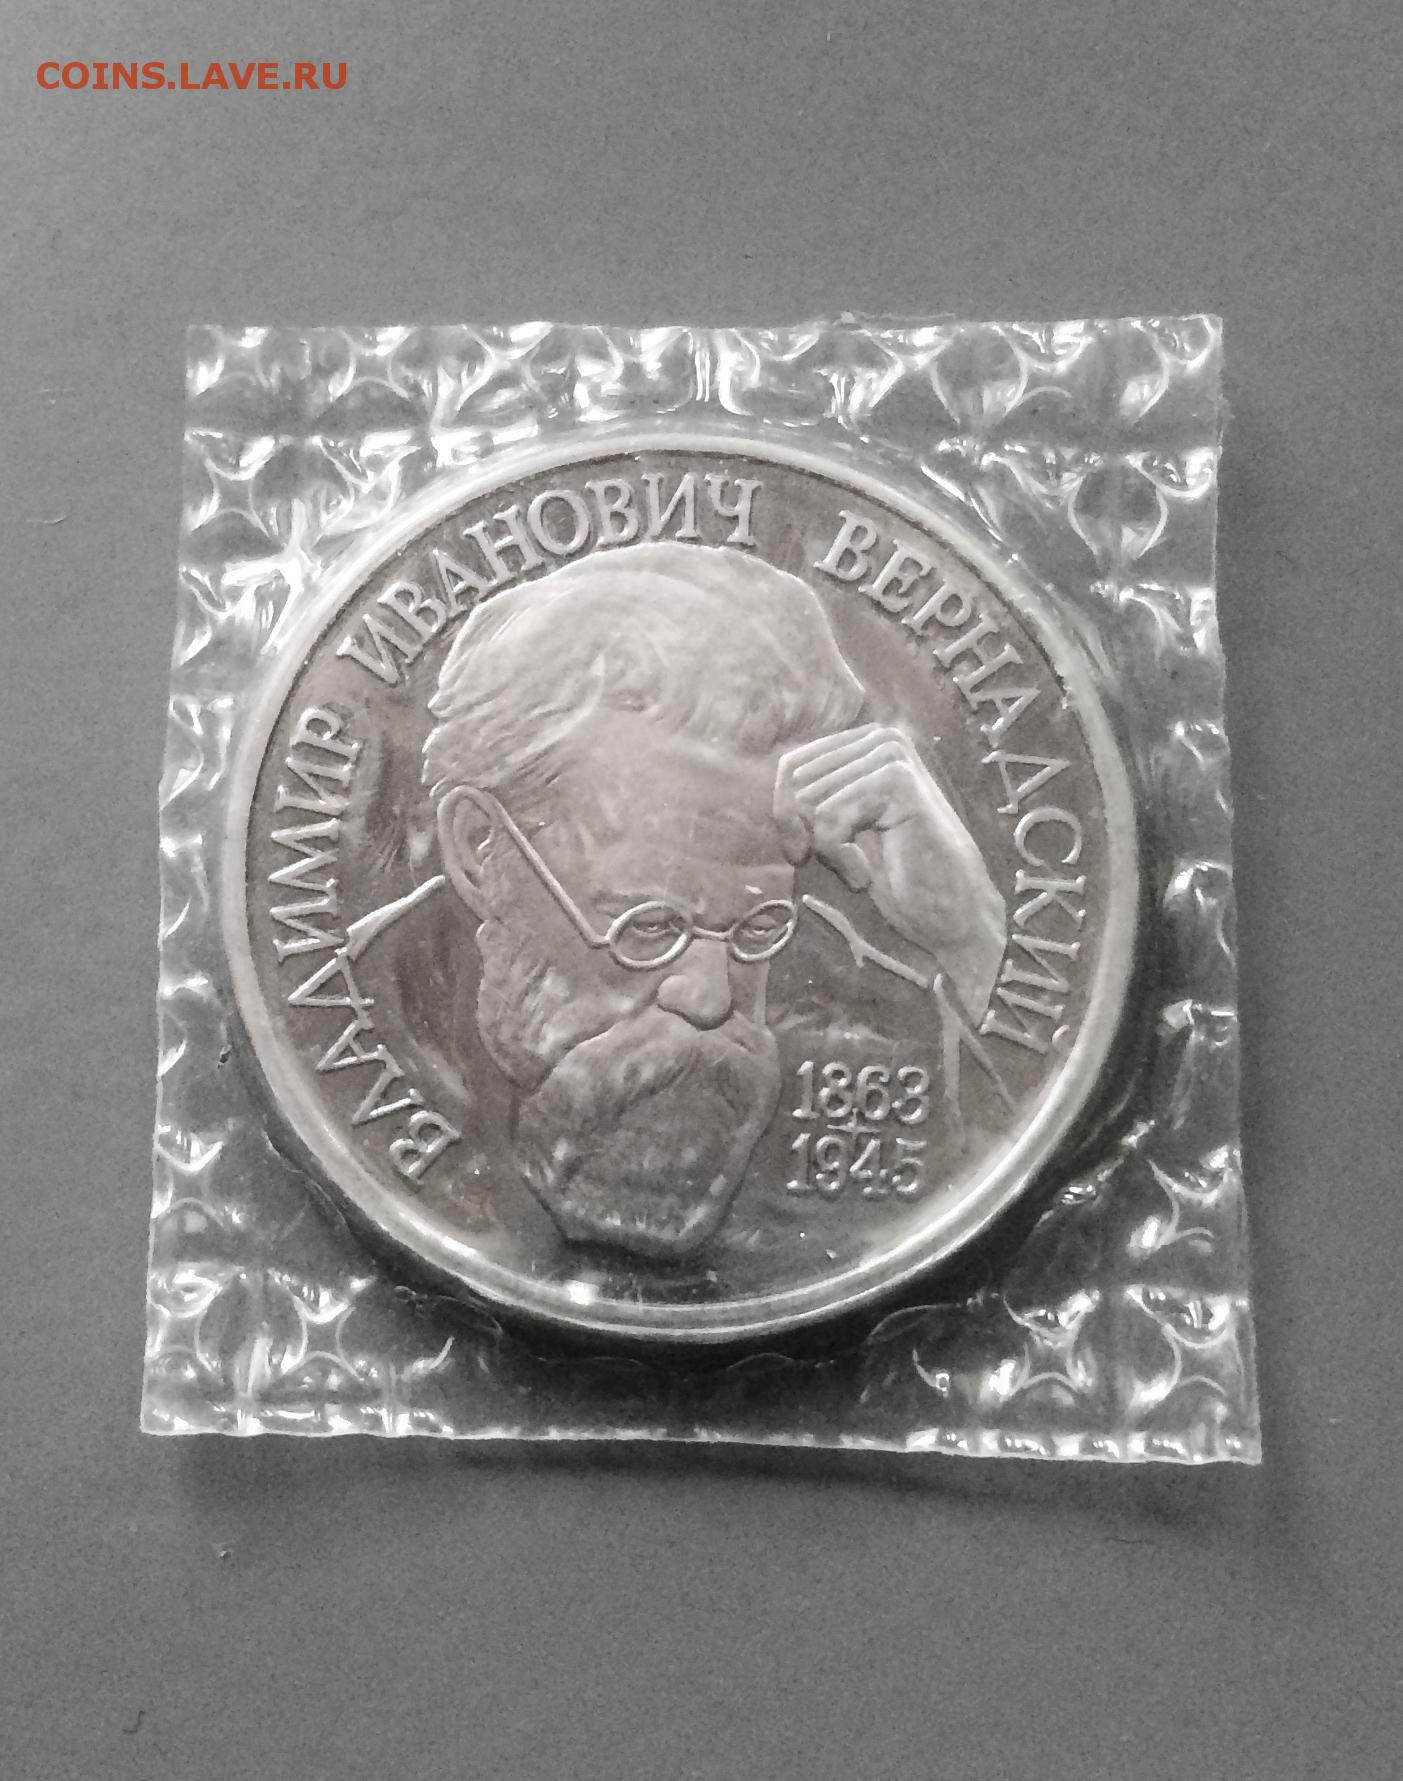 COINS.LAVE.RU
ВЛАДИМИР ИВАНОВИЧ ВЕРНАДСКИЙ
1863
1945